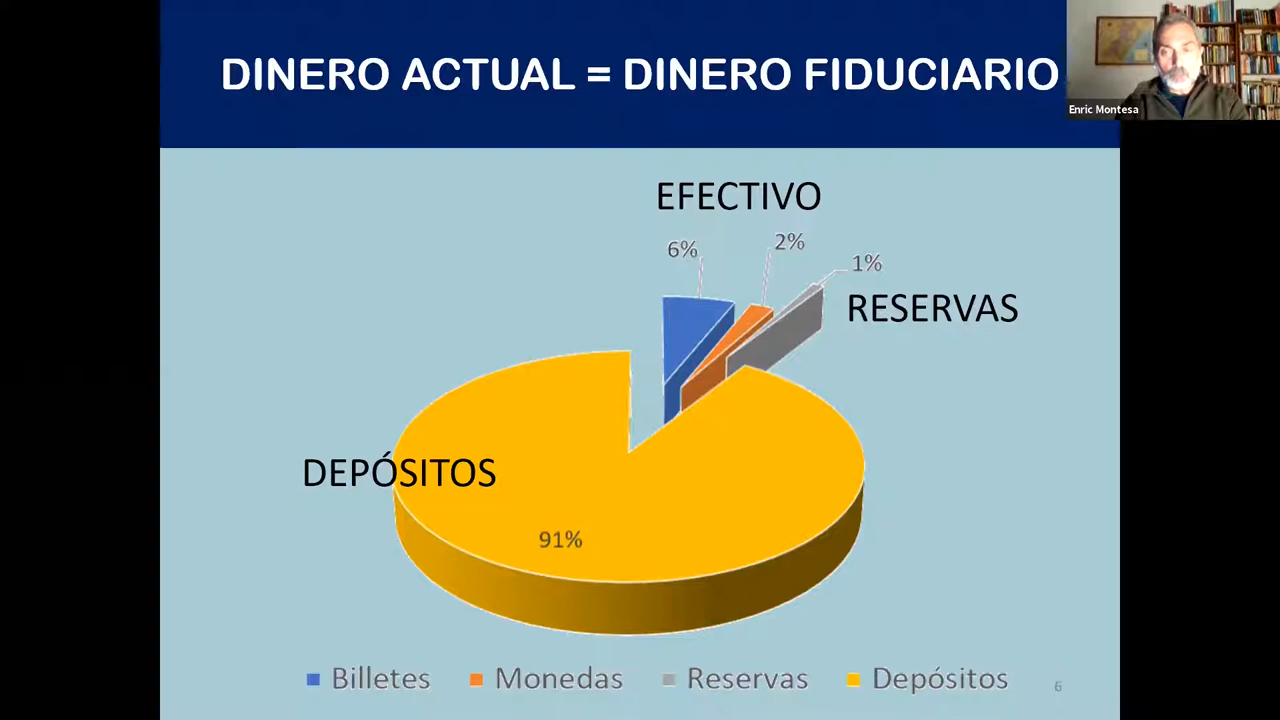 DINERO ACTUAL = DINERO FIDUCIARIO
Enric Montesa
EFECTIVO
6%
2%
1%
RESERVAS
DEPÓSITOS
91%
Billetes Monedas Reservas Depósitos
6